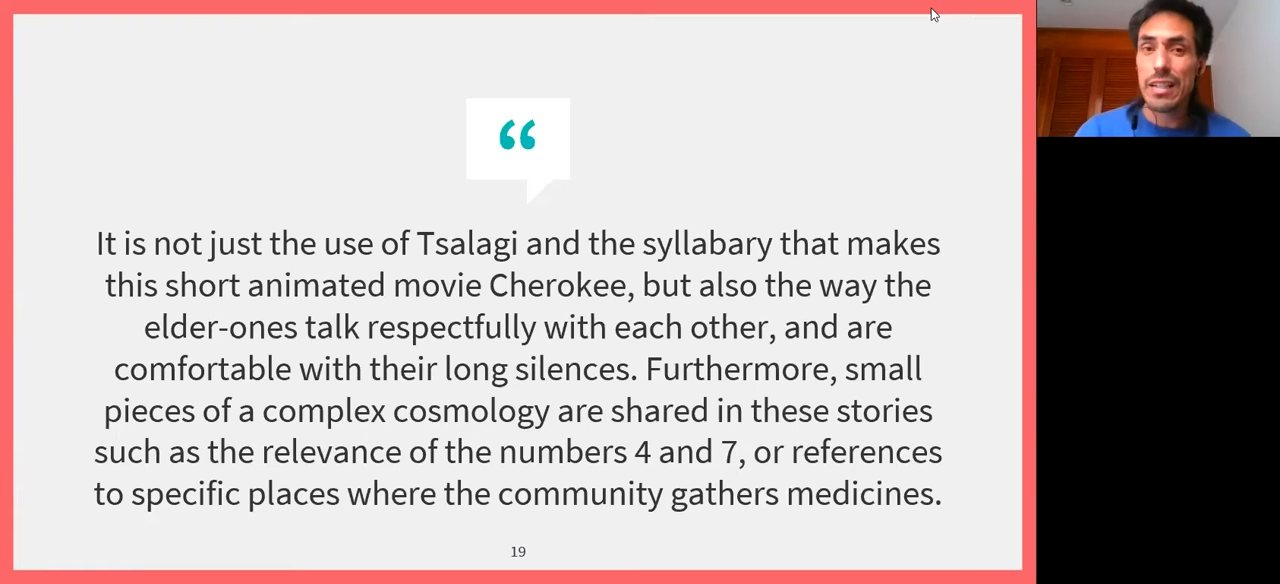 “
It is not just the use of Tsalagi and the syllabary that makes
this short animated movie Cherokee, but also the way the
elder-ones talk respectfully with each other, and are
comfortable with their long silences. Furthermore, small
pieces of a complex cosmology are shared in these stories
such as the relevance of the numbers 4 and 7, or references
to specific places where the community gathers medicines.
19